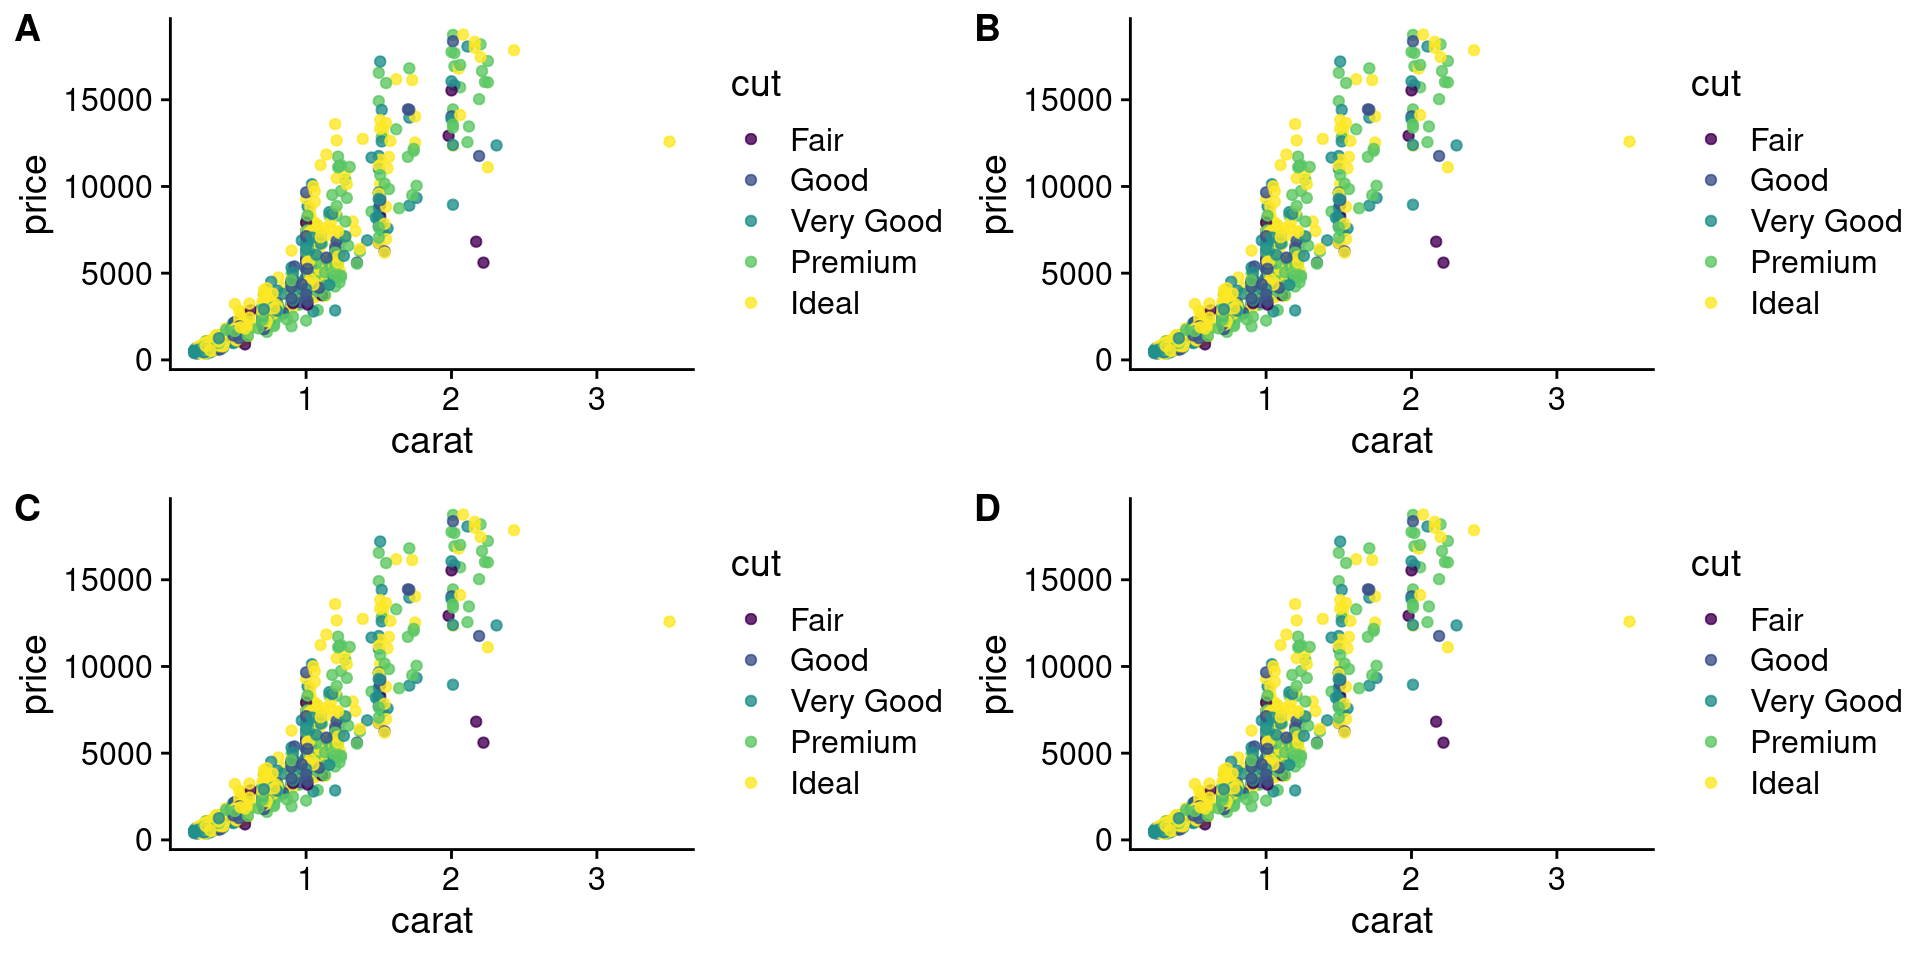 A
cut
Fair
Good
Very Good
Premium
Ideal
price
15000
10000
5000
0
1 2 3
carat
B
cut
Fair
Good
Very Good
Premium
Ideal
price
15000
10000
5000
0
1 2 3
carat
C
cut
Fair
Good
Very Good
Premium
Ideal
price
15000
10000
5000
0
1 2 3
carat
D
cut
Fair
Good
Very Good
Premium
Ideal
price
15000
10000
5000
0
1 2 3
carat